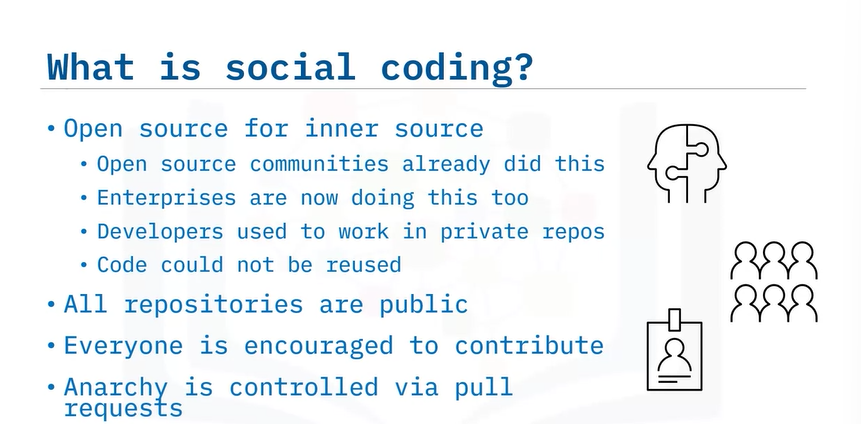 What is social coding?
• Open source for inner source
• Open source communities already did this
• Enterprises are now doing this too
• Developers used to work in private repos
• Code could not be reused
• All repositories are public
• Everyone is encouraged to contribute
• Anarchy is controlled via pull
requests